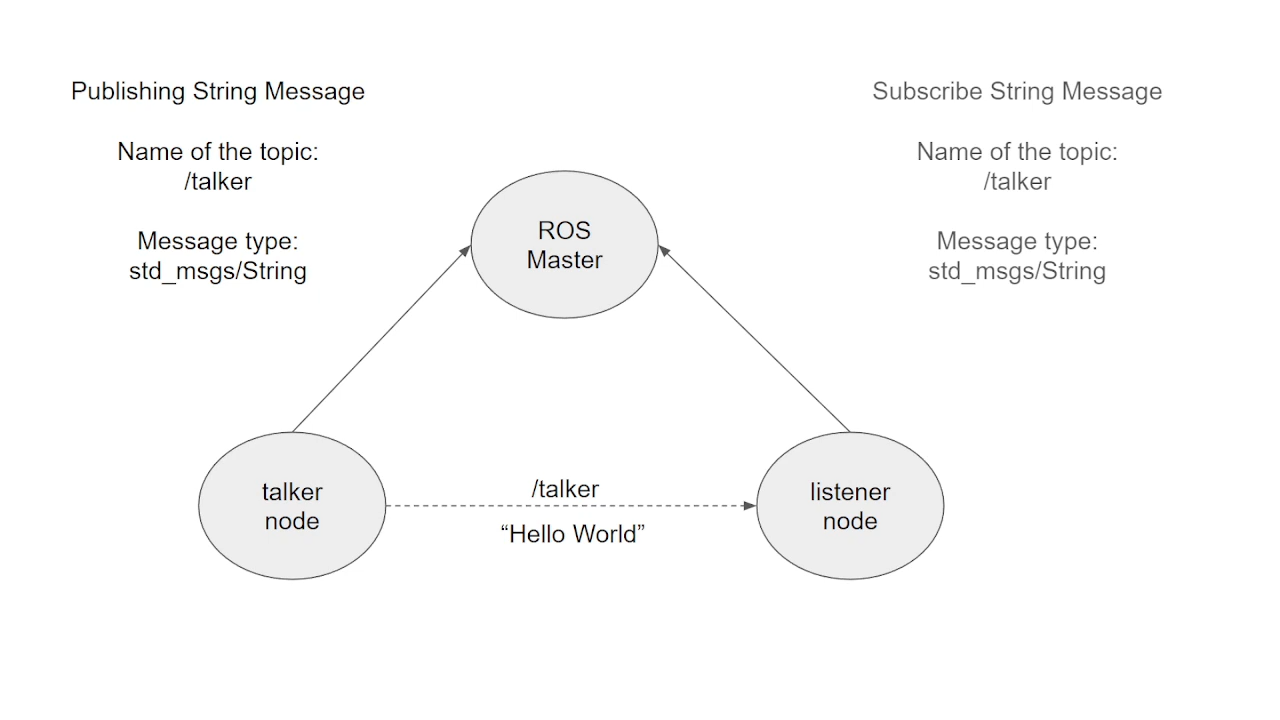 Publishing String Message
Name of the topic:
/talker
Message type:
std_msgs/String
Subscribe String Message
Name of the topic:
/talker
Message type:
std_msgs/String
ROS
Master
talker
node
/talker
“Hello World”
listener
node